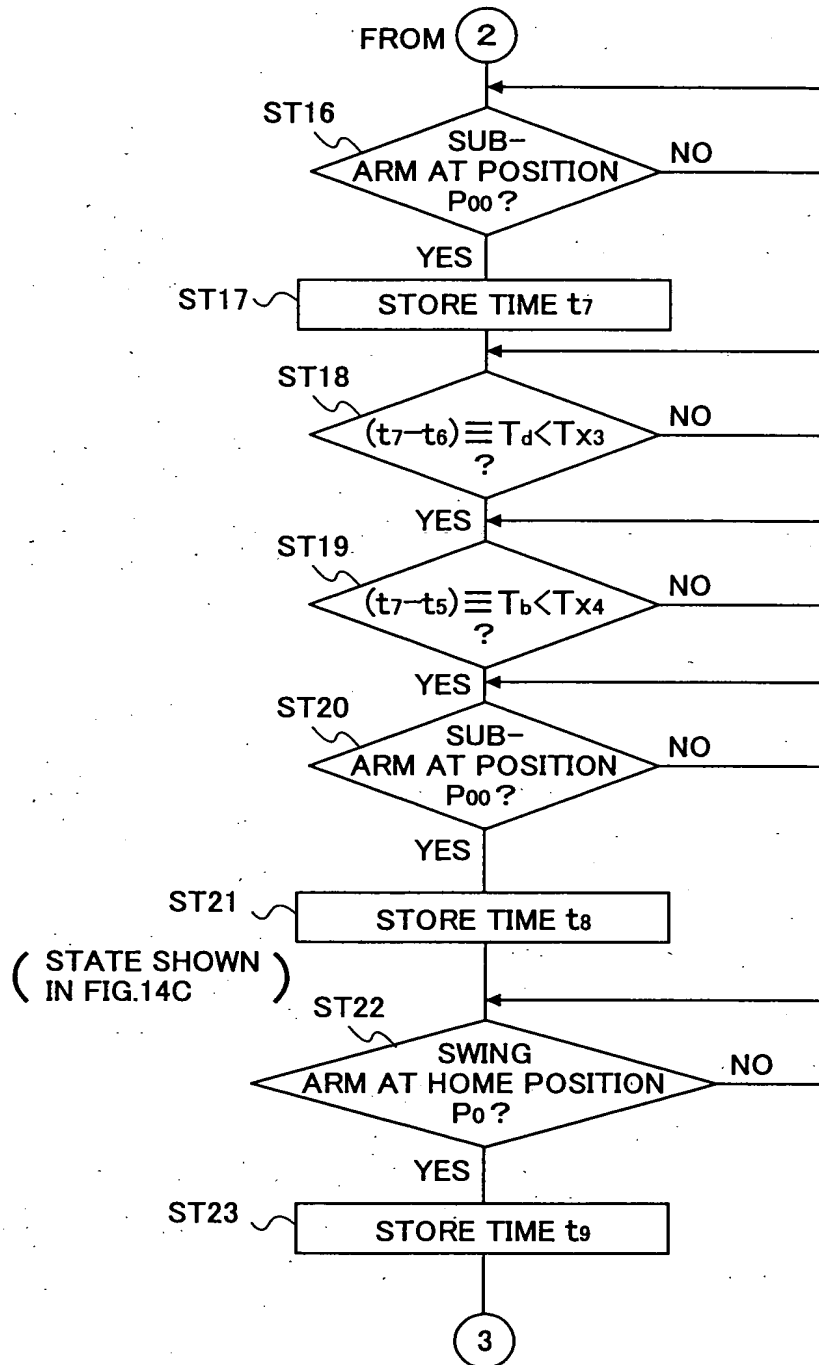 FROM 2
ST16
SUB-
ARM AT POSITION
P00 ?
NO
YES
ST17
STORE TIME t7
ST18
(t7-t6)≡Td<TX3
?
NO
YES
ST19
(t7-t5)≡Tb<TX4
?
NO
YES
ST20
SUB-
ARM AT POSITION
P00 ?
NO
YES
ST21
STORE TIME t8
( STATE SHOWN
IN FIG.14C )
ST22
SWING
ARM AT HOME POSITION
P0 ?
NO
YES
ST23
STORE TIME t9
3